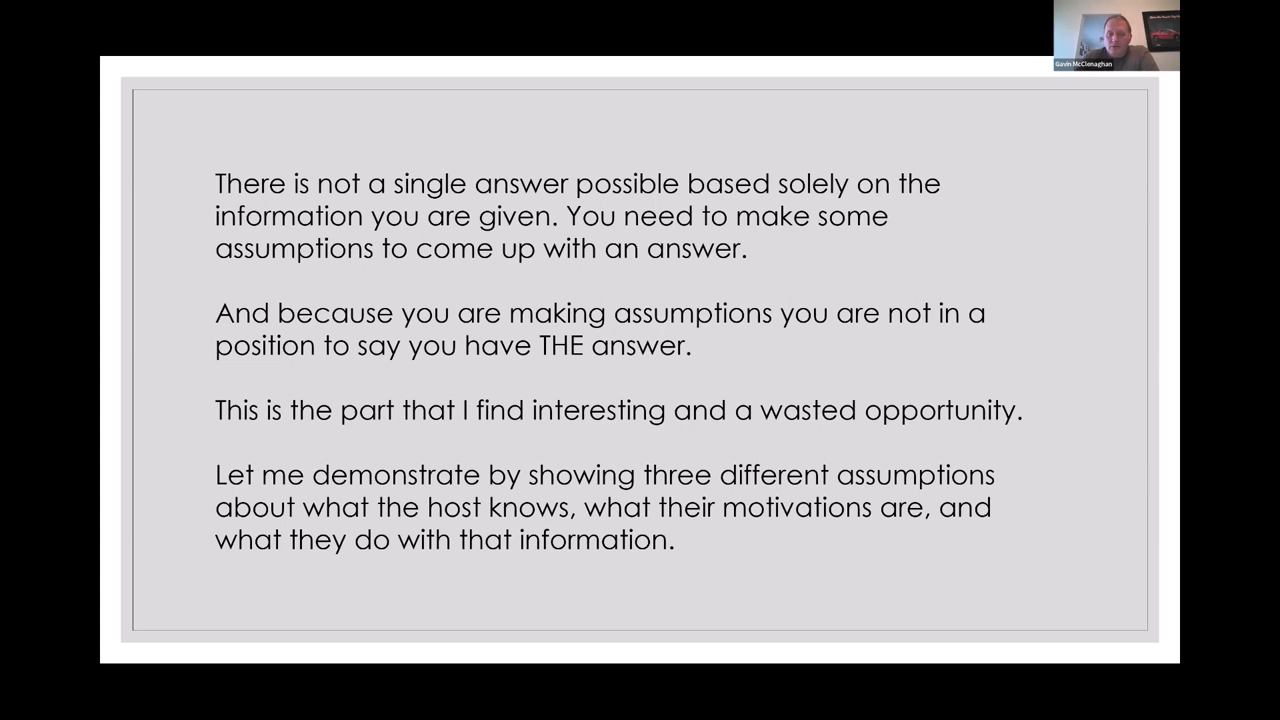 Gavin McClenaghan
There is not a single answer possible based solely on the
information you are given. You need to make some
assumptions to come up with an answer.
And because you are making assumptions you are not in a
position to say you have THE answer.
This is the part that I find interesting and a wasted opportunity.
Let me demonstrate by showing three different assumptions
about what the host knows, what their motivations are, and
what they do with that information.